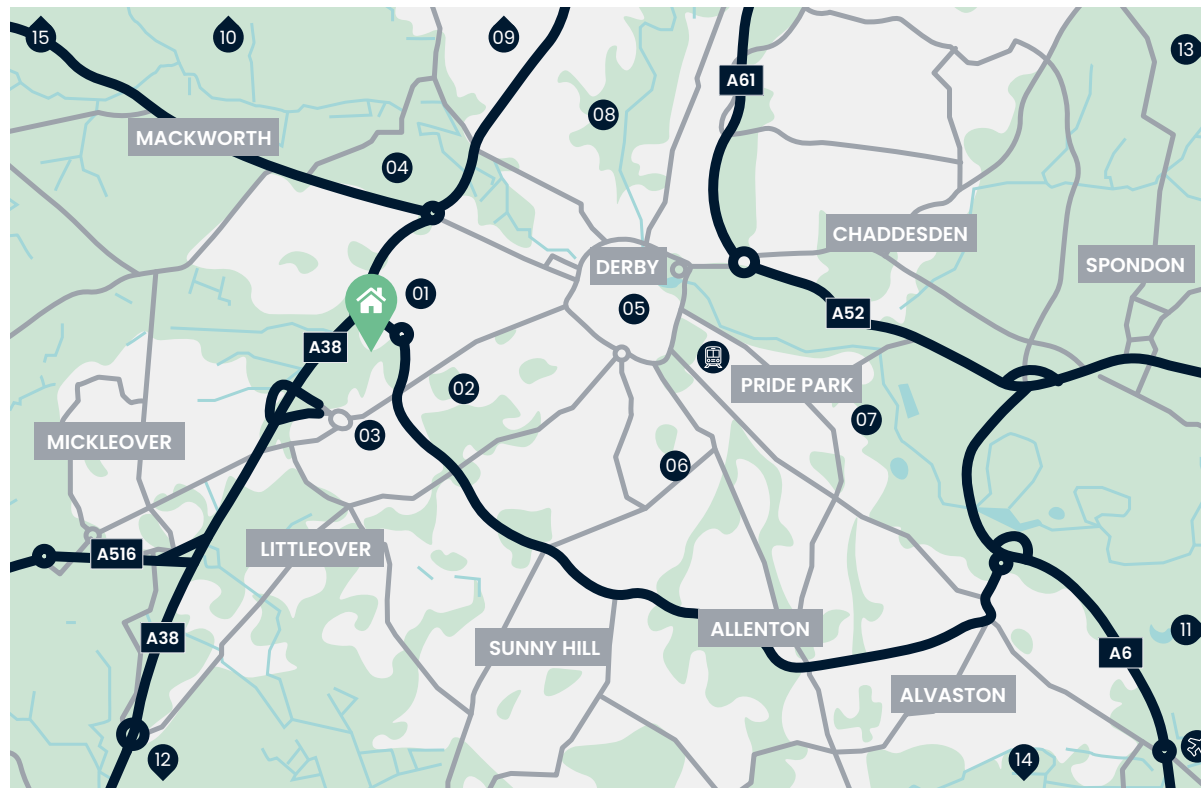 15
10
09
13
A61
08
MACKWORTH
04
CHADDESDEN
SPONDON
DERBY
01
05
A52
A38
PRIDE PARK
02
07
03
MICKLEOVER
06
LITTLEOVER
A516
ALLENTON
11
A38
SUNNY HILL
A6
ALVASTON
12
14